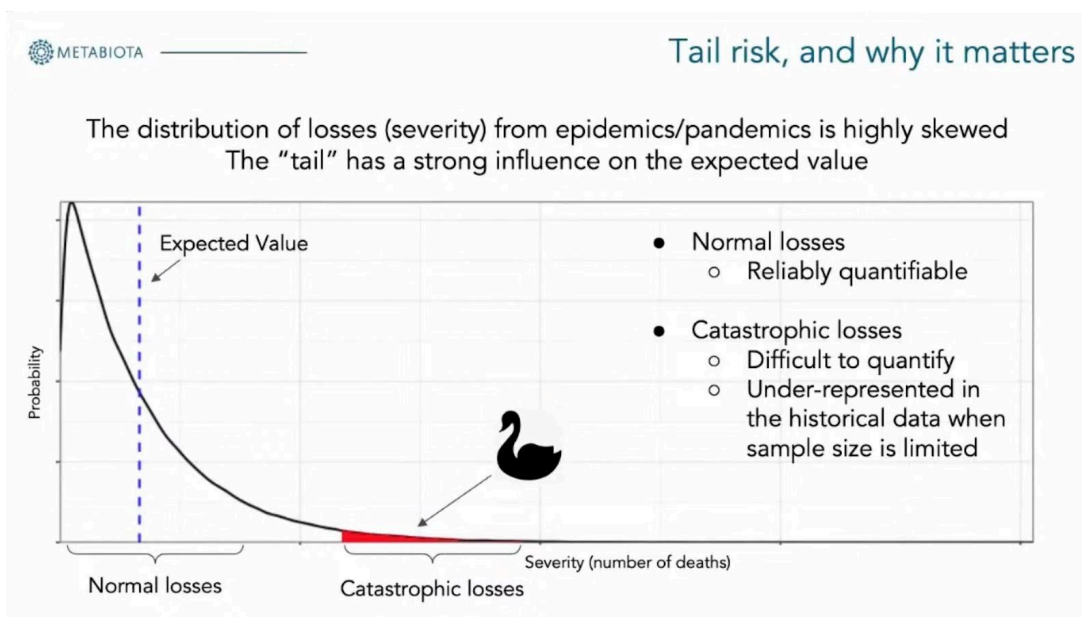 METABIOTA
Tail risk, and why it matters
The distribution of losses (severity) from epidemics/pandemics is highly skewed
The “tail” has a strong influence on the expected value
Expected Value
● Normal losses
○ Reliably quantifiable
● Catastrophic losses
○ Difficult to quantify
○ Under-represented in
the historical data when
sample size is limited
Probability
Severity (number of deaths)
Normal losses
Catastrophic losses